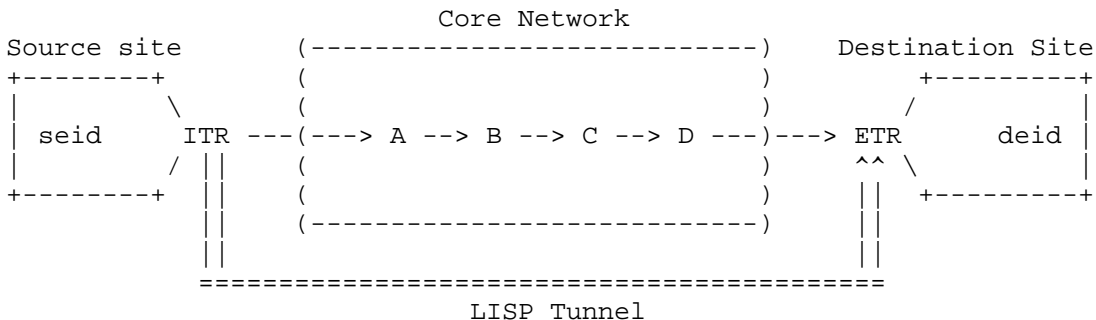 Core Network
Source site (----------------------------) Destination Site
+--------+ ( ) +---------+
| \ ( ) / |
| seid ITR ---(---> A --> B --> C --> D ---)---> ETR deid |
| / || ( ) ^^ \ |
+--------+ || ( ) || +---------+
|| (----------------------------) ||
|| ||
===========================================
LISP Tunnel